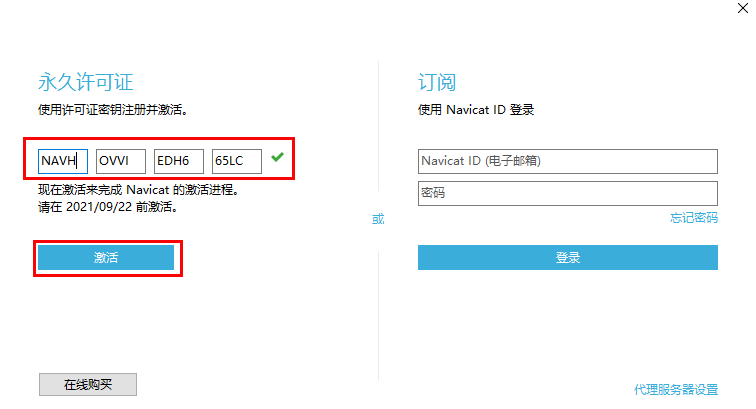 永久许可证
使用许可证密钥注册并激活。
NAVH OVVI EDH6 65LC
现在激活来完成 Navicat 的激活进程。
请在 2021/09/22 前激活。
激活
在线购买
或
订阅
使用 Navicat ID 登录
Navicat ID (电子邮箱)
密码
忘记密码
登录
代理服务器设置